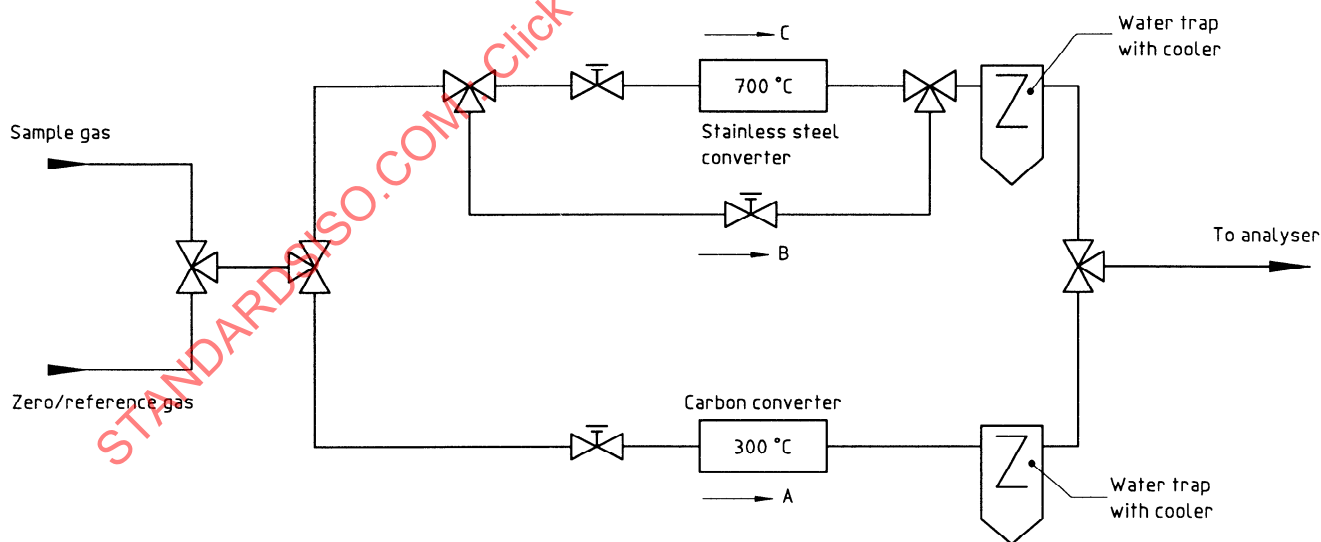 C
Water trap
with cooler
700 °C
Sample gas
Stainless steel
converter
To analyser
B
Zero/reference gas
Carbon converter
300 °C
A
Water trap
with cooler
STANDARDSISO.COM : Click